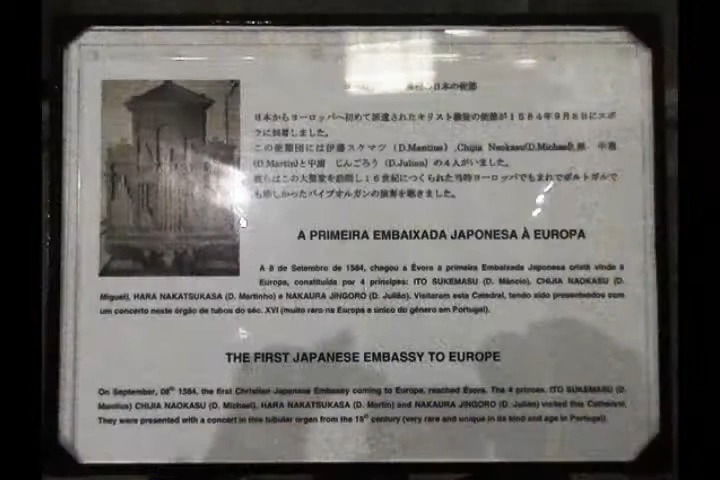 日本の使節
日本からヨーロッパへ初めて派遣されたキリスト教徒の使節が1584年9月8日にエボ
ラに到着しました。
この使節団には伊藤スケマツ (D.Mantius) ,Chijia Naokasu(D.Michael),原 中務
(D.Martin)と中浦 じんごろう (D.Julian) の4人がいました。
彼らはこの大聖堂を訪問し16世紀につくられた当時ヨーロッパでもまれでポルトガルで
も珍しかったパイプオルガンの演奏を聴きました。
A PRIMEIRA EMBAIXADA JAPONESA À EUROPA
A 8 de Setembro de 1584, chagou a Évora a primeira Embaixada Japonesa cristã vinda a
Europa, constituída por 4 príncipes: ITO SUKEMASU (D. Mâncio), CHIJIA NAOKASU (D.
Miguel), HARA NAKATSUKASA (D. Martinho) e NAKAURA JINGORO (D. Julião). Visitaram esta Catedral, tendo sido presenteados com
um concerto neste órgão de tubos do séc. XVI (muito raro na Europa e único do género em Portugal).
THE FIRST JAPANESE EMBASSY TO EUROPE
On September, 08th 1584, the first Christian Japanese Embassy coming to Europe, reached Évora. The 4 princes, ITO SUKEMASU (D.
Mantius) CHIJIA NAOKASU (D. Michael), HARA NAKATSUKASA (D. Martin) and NAKAURA JINGORO (D. Julian) visited this Cathedral.
They were presented with a concert in this tubular organ from the 16th century (very rare and unique in its kind and age in Portugal).